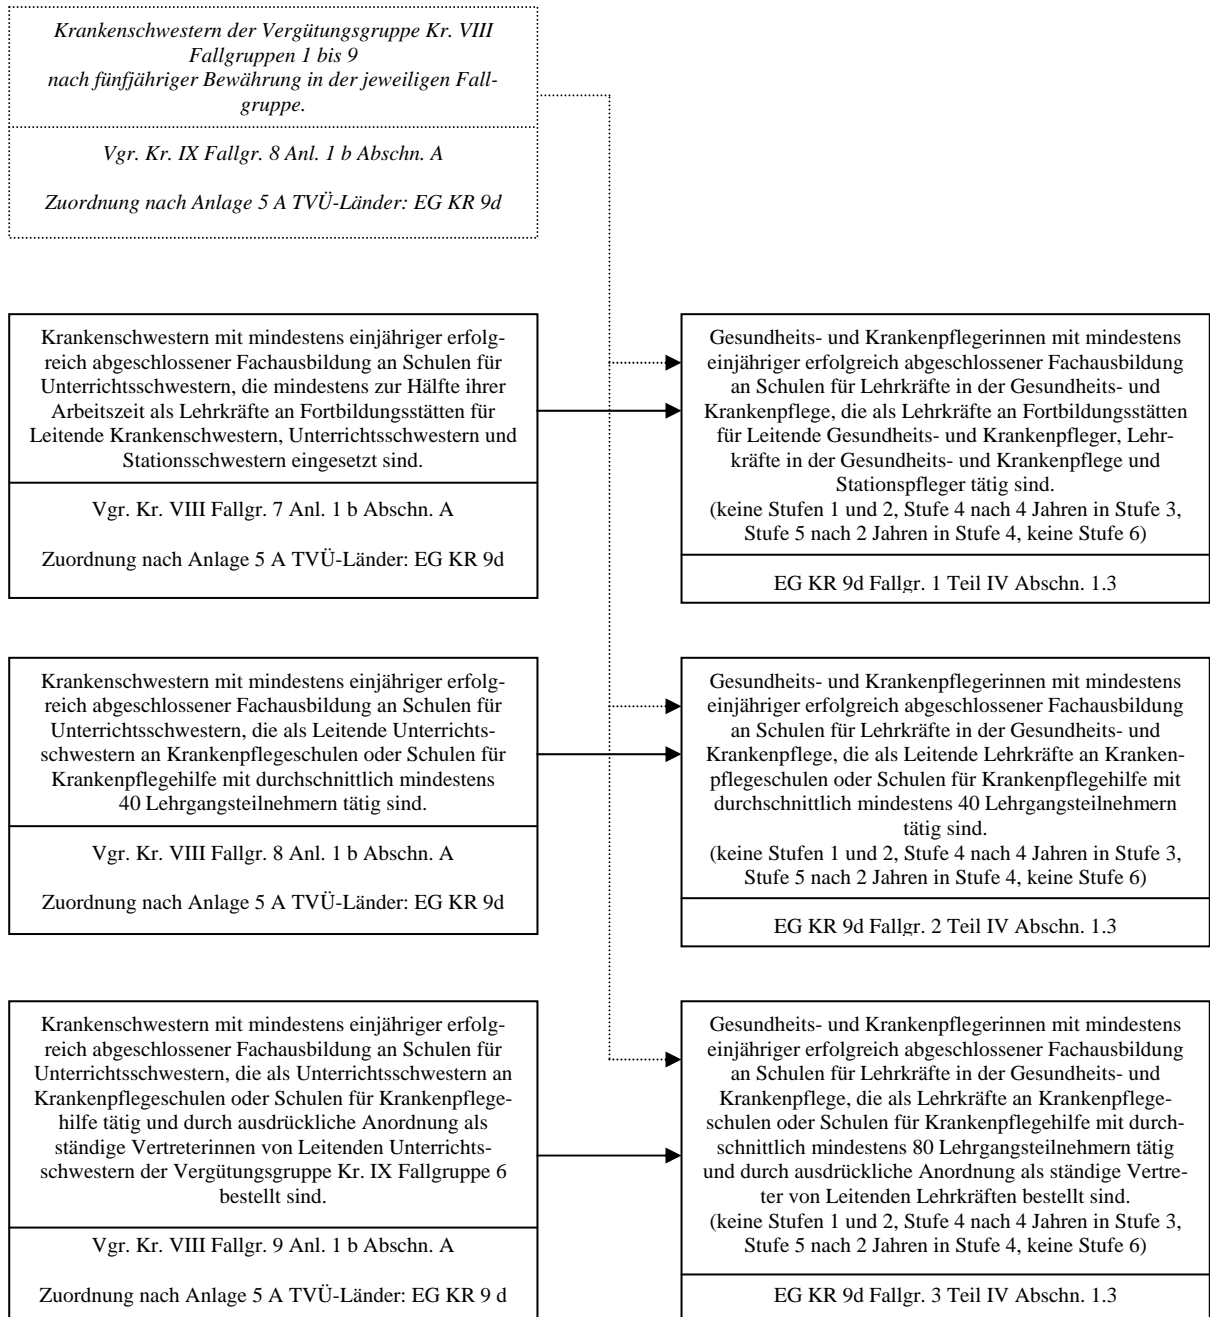 Krankenschwestern der Vergütungsgruppe Kr. VIII
Fallgruppen 1 bis 9
nach fünfjähriger Bewährung in der jeweiligen Fall-
gruppe.
Vgr. Kr. IX Fallgr. 8 Anl. 1 b Abschn. A
Zuordnung nach Anlage 5 A TVÜ-Länder: EG KR 9d
Krankenschwestern mit mindestens einjähriger erfolg-
reich abgeschlossener Fachausbildung an Schulen für
Unterrichtsschwestern, die mindestens zur Hälfte ihrer
Arbeitszeit als Lehrkräfte an Fortbildungsstätten für
Leitende Krankenschwestern, Unterrichtsschwestern und
Stationsschwestern eingesetzt sind.
Vgr. Kr. VIII Fallgr. 7 Anl. 1 b Abschn. A
Zuordnung nach Anlage 5 A TVÜ-Länder: EG KR 9d
Gesundheits- und Krankenpflegerinnen mit mindestens
einjähriger erfolgreich abgeschlossener Fachausbildung
an Schulen für Lehrkräfte in der Gesundheits- und
Krankenpflege, die als Lehrkräfte an Fortbildungsstätten
für Leitende Gesundheits- und Krankenpfleger, Lehr-
kräfte in der Gesundheits- und Krankenpflege und
Stationspfleger tätig sind.
(keine Stufen 1 und 2, Stufe 4 nach 4 Jahren in Stufe 3,
Stufe 5 nach 2 Jahren in Stufe 4, keine Stufe 6)
EG KR 9d Fallgr. 1 Teil IV Abschn. 1.3
Krankenschwestern mit mindestens einjähriger erfolg-
reich abgeschlossener Fachausbildung an Schulen für
Unterrichtsschwestern, die als Leitende Unterrichts-
schwestern an Krankenpflegeschulen oder Schulen für
Krankenpflegehilfe mit durchschnittlich mindestens
40 Lehrgangsteilnehmern tätig sind.
Vgr. Kr. VIII Fallgr. 8 Anl. 1 b Abschn. A
Zuordnung nach Anlage 5 A TVÜ-Länder: EG KR 9d
Gesundheits- und Krankenpflegerinnen mit mindestens
einjähriger erfolgreich abgeschlossener Fachausbildung
an Schulen für Lehrkräfte in der Gesundheits- und
Krankenpflege, die als Leitende Lehrkräfte an Kranken-
pflegeschulen oder Schulen für Krankenpflegehilfe mit
durchschnittlich mindestens 40 Lehrgangsteilnehmern
tätig sind.
(keine Stufen 1 und 2, Stufe 4 nach 4 Jahren in Stufe 3,
Stufe 5 nach 2 Jahren in Stufe 4, keine Stufe 6)
EG KR 9d Fallgr. 2 Teil IV Abschn. 1.3
Krankenschwestern mit mindestens einjähriger erfolg-
reich abgeschlossener Fachausbildung an Schulen für
Unterrichtsschwestern, die als Unterrichtsschwestern an
Krankenpflegeschulen oder Schulen für Krankenpflege-
hilfe tätig und durch ausdrückliche Anordnung als
ständige Vertreterinnen von Leitenden Unterrichts-
schwestern der Vergütungsgruppe Kr. IX Fallgruppe 6
bestellt sind.
Vgr. Kr. VIII Fallgr. 9 Anl. 1 b Abschn. A
Zuordnung nach Anlage 5 A TVÜ-Länder: EG KR 9 d
Gesundheits- und Krankenpflegerinnen mit mindestens
einjähriger erfolgreich abgeschlossener Fachausbildung
an Schulen für Lehrkräfte in der Gesundheits- und
Krankenpflege, die als Lehrkräfte an Krankenpflege-
schulen oder Schulen für Krankenpflegehilfe mit durch-
schnittlich mindestens 80 Lehrgangsteilnehmern tätig
und durch ausdrückliche Anordnung als ständige Vertre-
ter von Leitenden Lehrkräften bestellt sind.
(keine Stufen 1 und 2, Stufe 4 nach 4 Jahren in Stufe 3,
Stufe 5 nach 2 Jahren in Stufe 4, keine Stufe 6)
EG KR 9d Fallgr. 3 Teil IV Abschn. 1.3